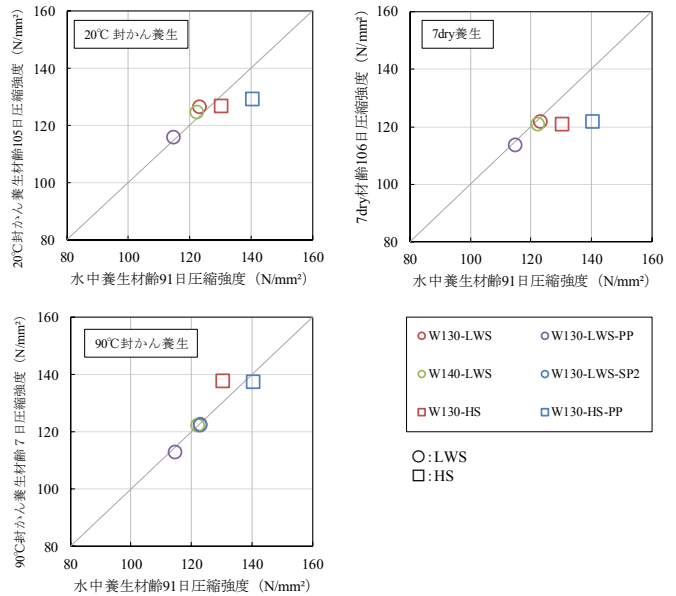 160
140
120
100
80
80
100
120
140
160
20℃ 封かん養生
20℃封かん養生材齢105日圧縮強度（N/mm²）
水中養生材齢91日圧縮強度（N/mm²）
160
140
120
100
80
80
100
120
140
160
7dry養生
7dry材齢106日圧縮強度（N/mm²）
水中養生材齢91日圧縮強度（N/mm²）
160
140
120
100
80
80
100
120
140
160
90℃封かん養生
90℃封かん養生材齢７日圧縮強度（N/mm²）
水中養生材齢91日圧縮強度（N/mm²）
W130-LWS
W130-LWS-PP
W140-LWS
W130-LWS-SP2
W130-HS
W130-HS-PP
○:LWS
□:HS